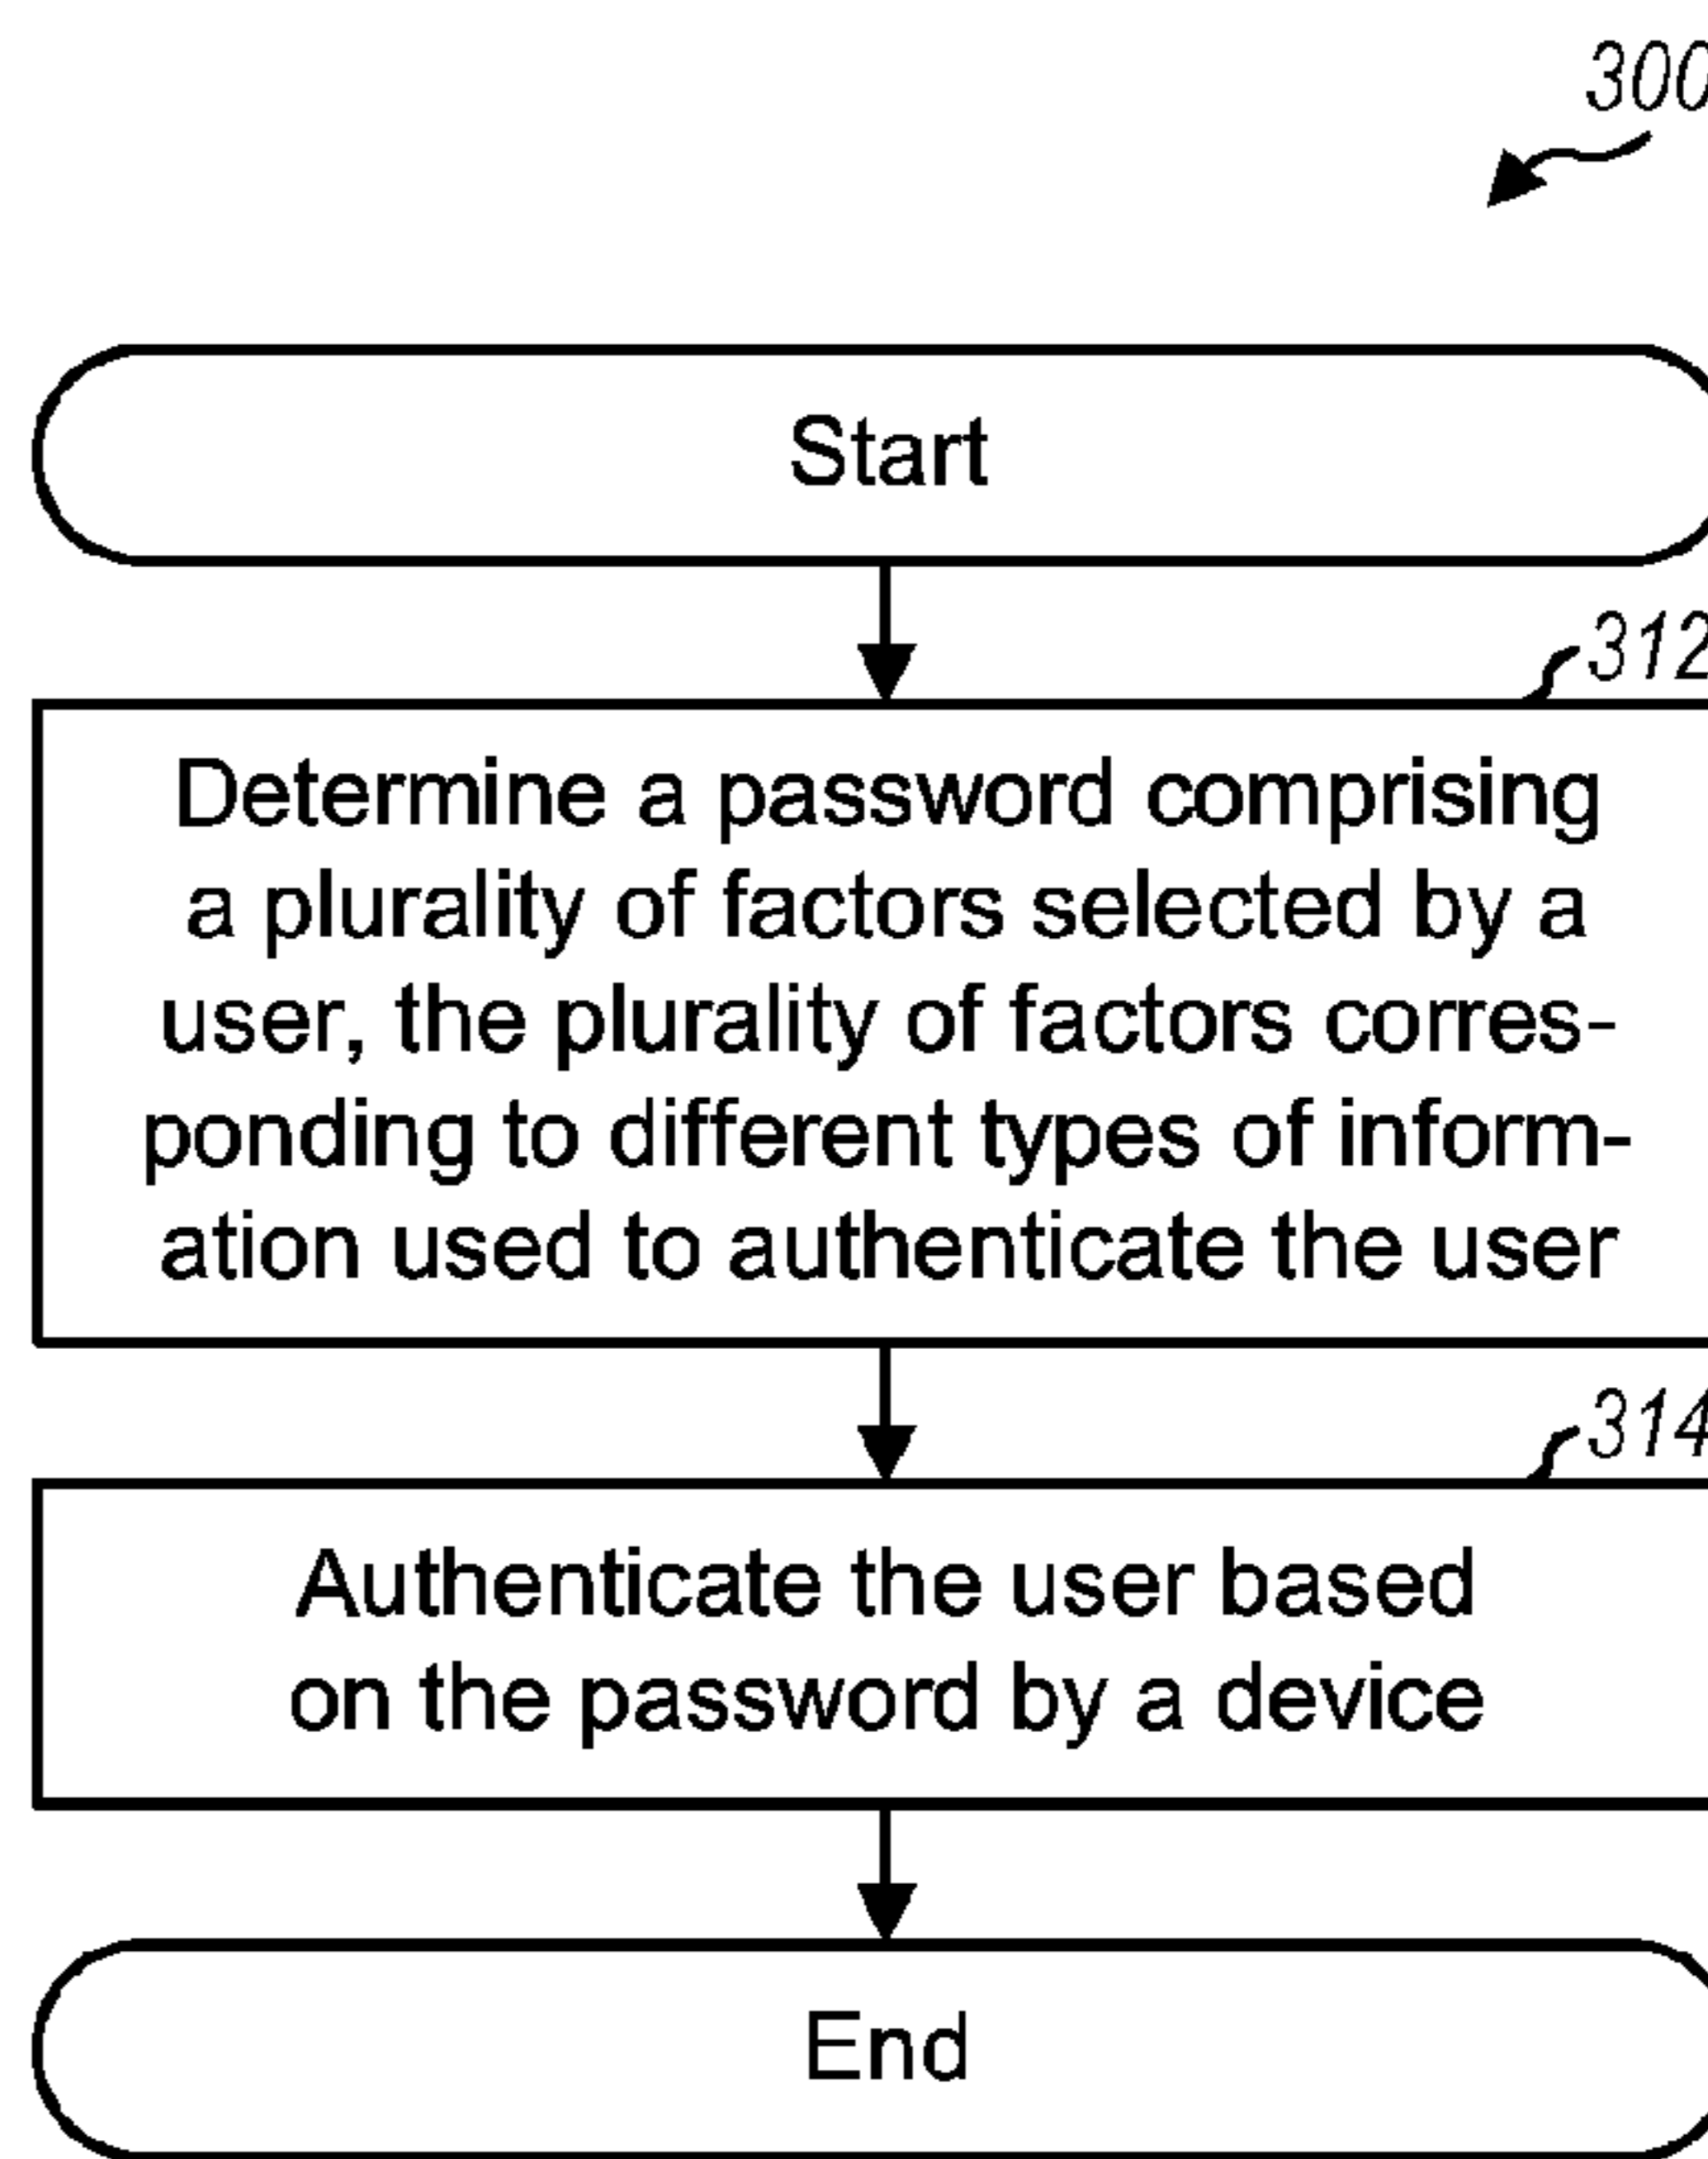 300
Start
312
Determine a password comprising
a plurality of factors selected by a
user, the plurality of factors corres-
ponding to different types of inform-
ation used to authenticate the user
314
Authenticate the user based
on the password by a device
End